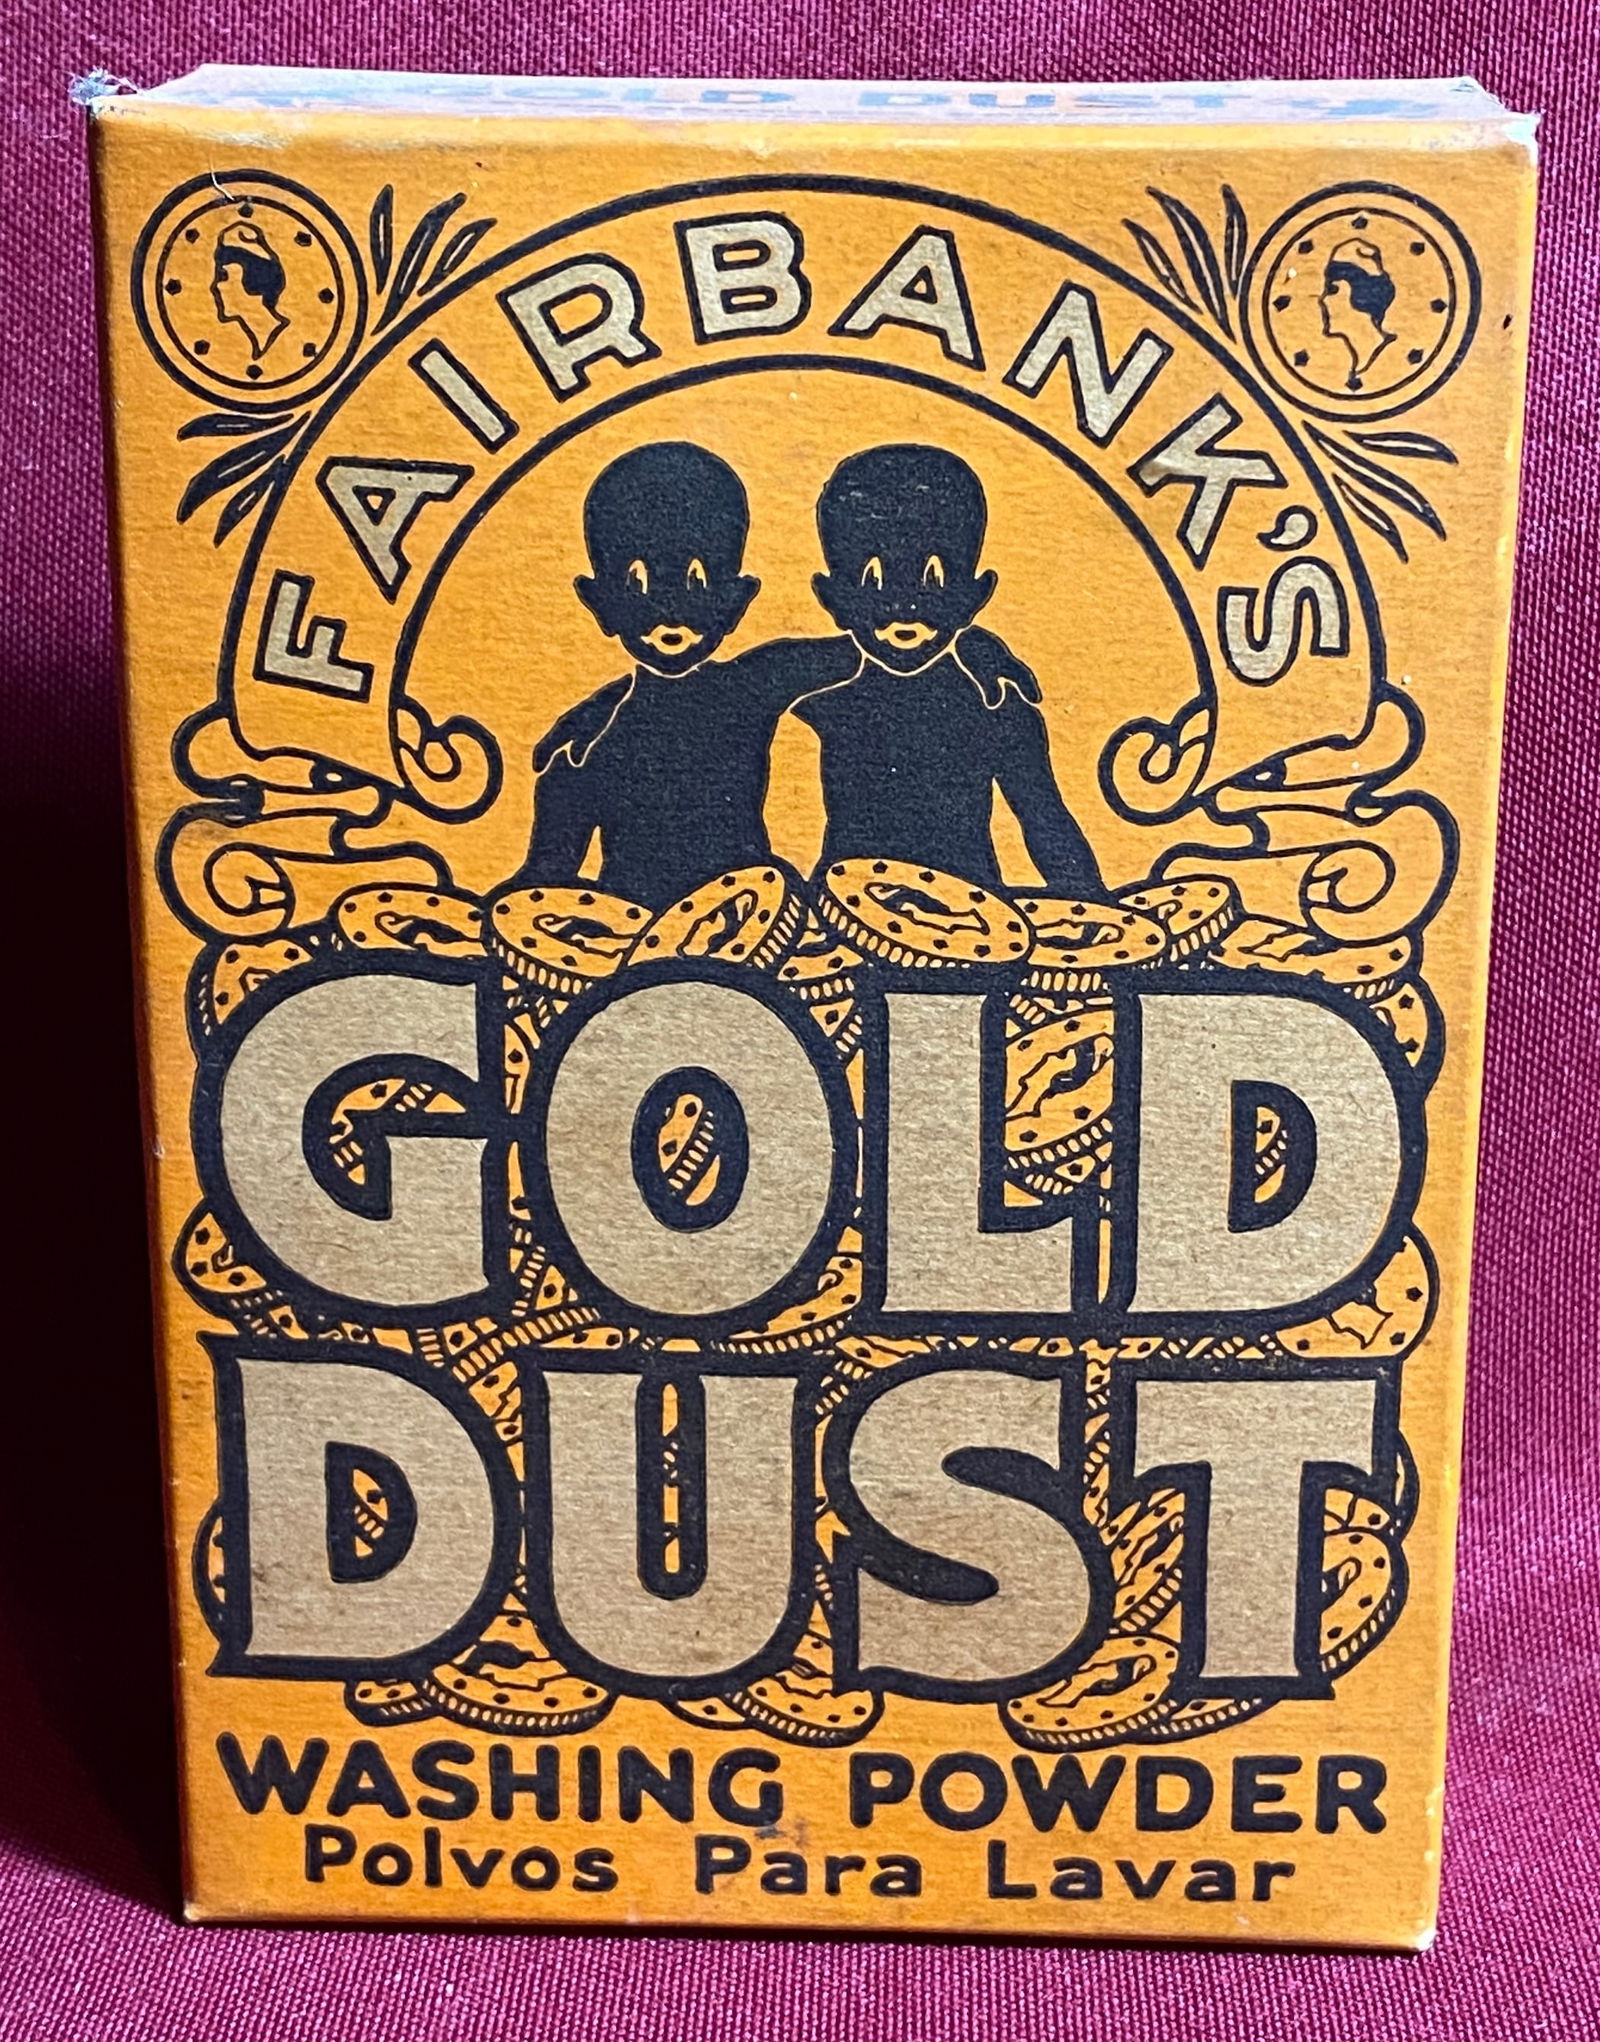 FAIRBANK'S
GOLD
DUST
WASHING POWDER
Polvos Para Lavar